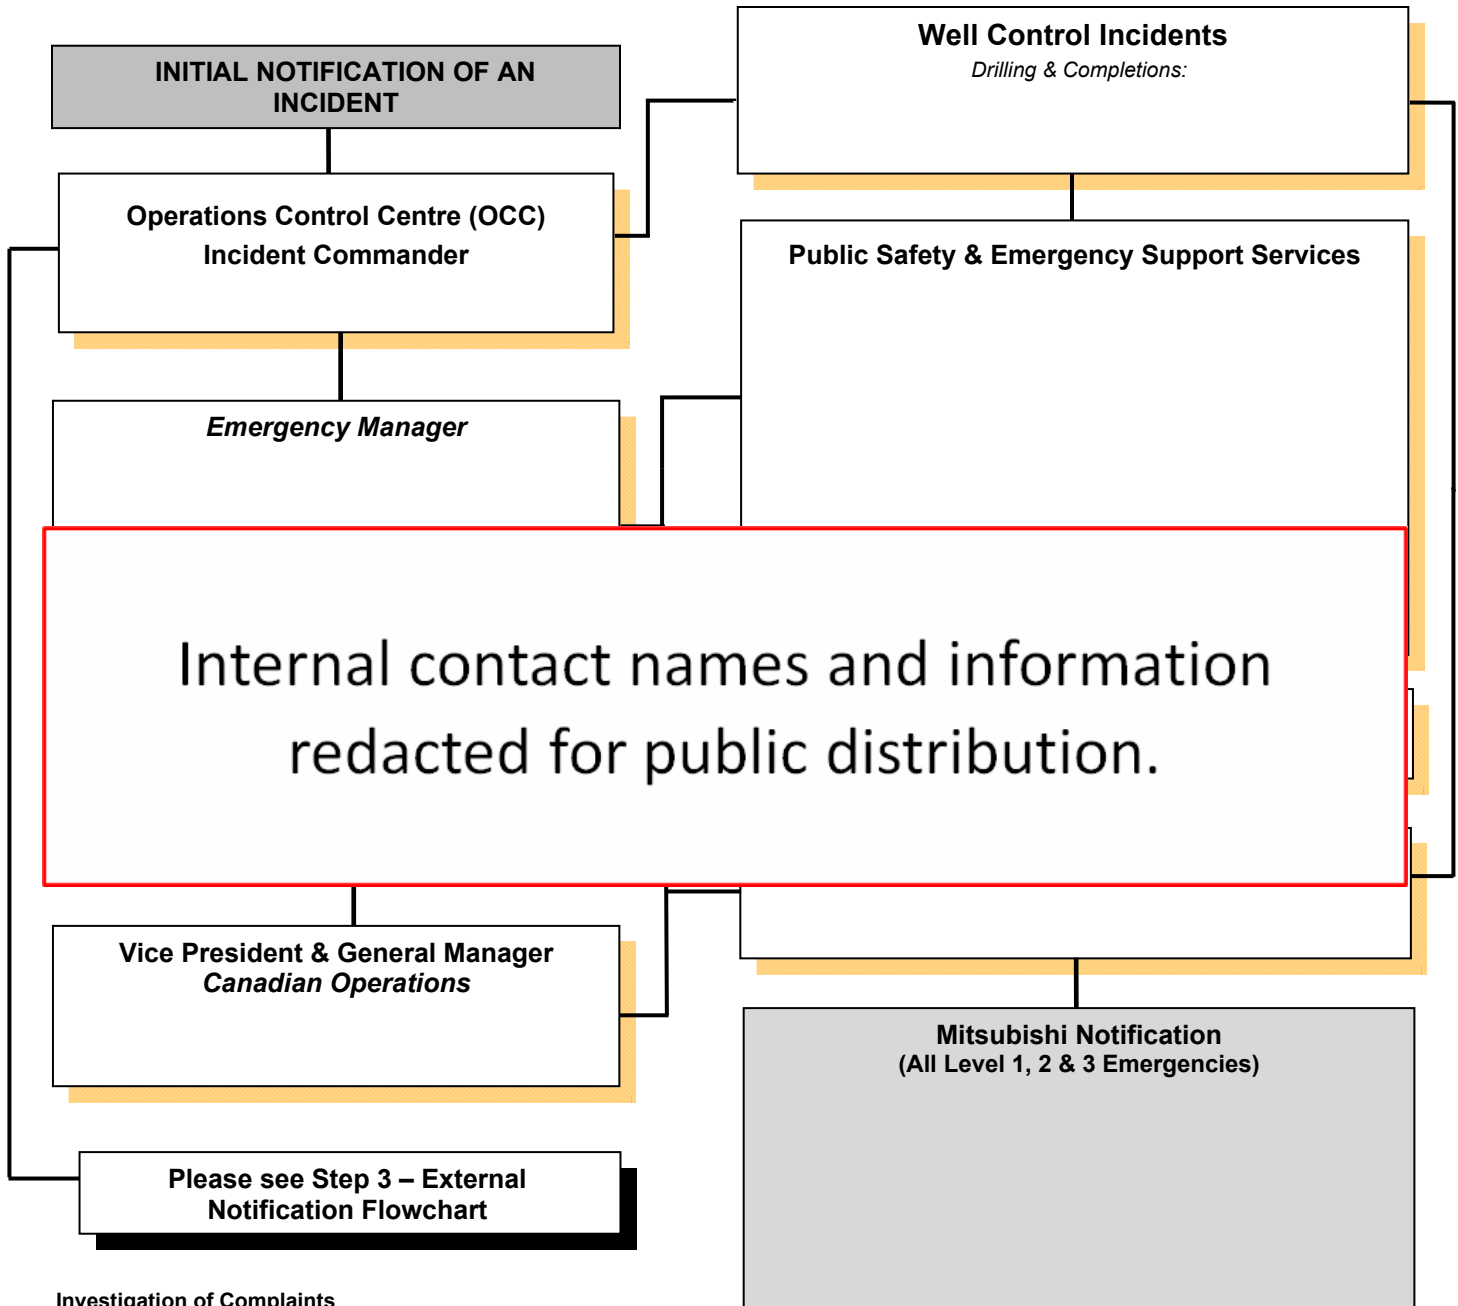 INITIAL NOTIFICATION OF AN
INCIDENT
Well Control Incidents
Drilling & Completions:
Operations Control Centre (OCC)
Incident Commander
Public Safety & Emergency Support Services
Emergency Manager
Internal contact names and information
redacted for public distribution.
Vice President & General Manager
Canadian Operations
Mitsubishi Notification
(All Level 1, 2 & 3 Emergencies)
Please see Step 3 – External
Notification Flowchart
Investigation of Complaints